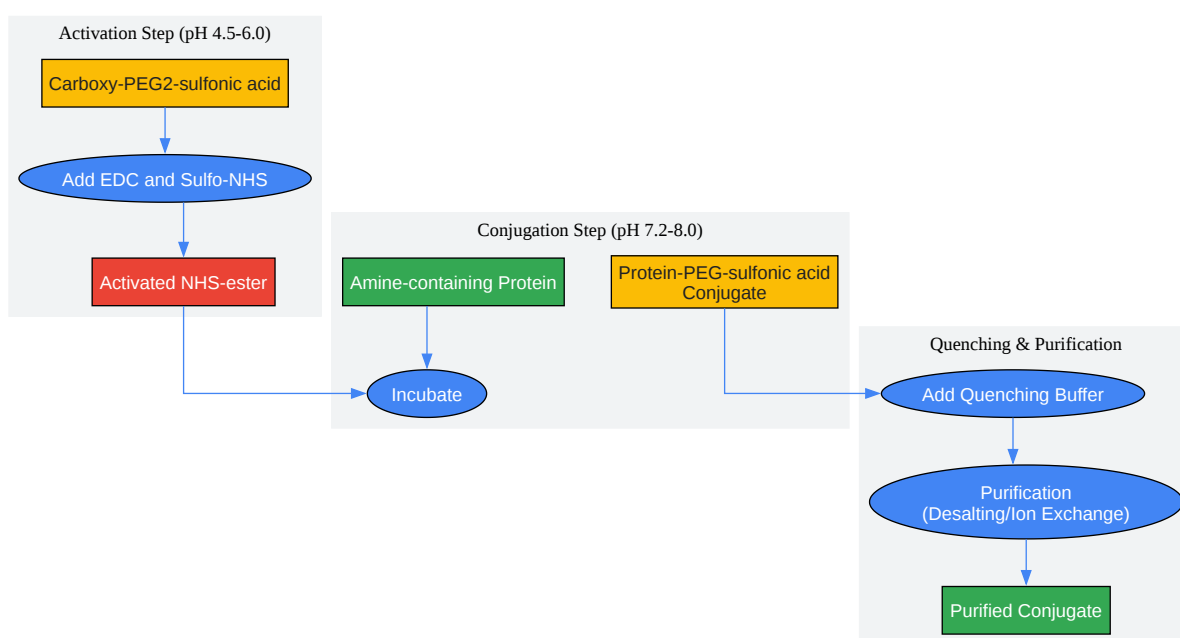 Activation Step (pH 4.5-6.0)
Carboxy-PEG2-sulfonic acid
Add EDC and Sulfo-NHS
Activated NHS-ester
Conjugation Step (pH 7.2-8.0)
Amine-containing Protein
Protein-PEG-sulfonic acid
Conjugate
Incubate
Quenching & Purification
Add Quenching Buffer
Purification
(Desalting/Ion Exchange)
Purified Conjugate